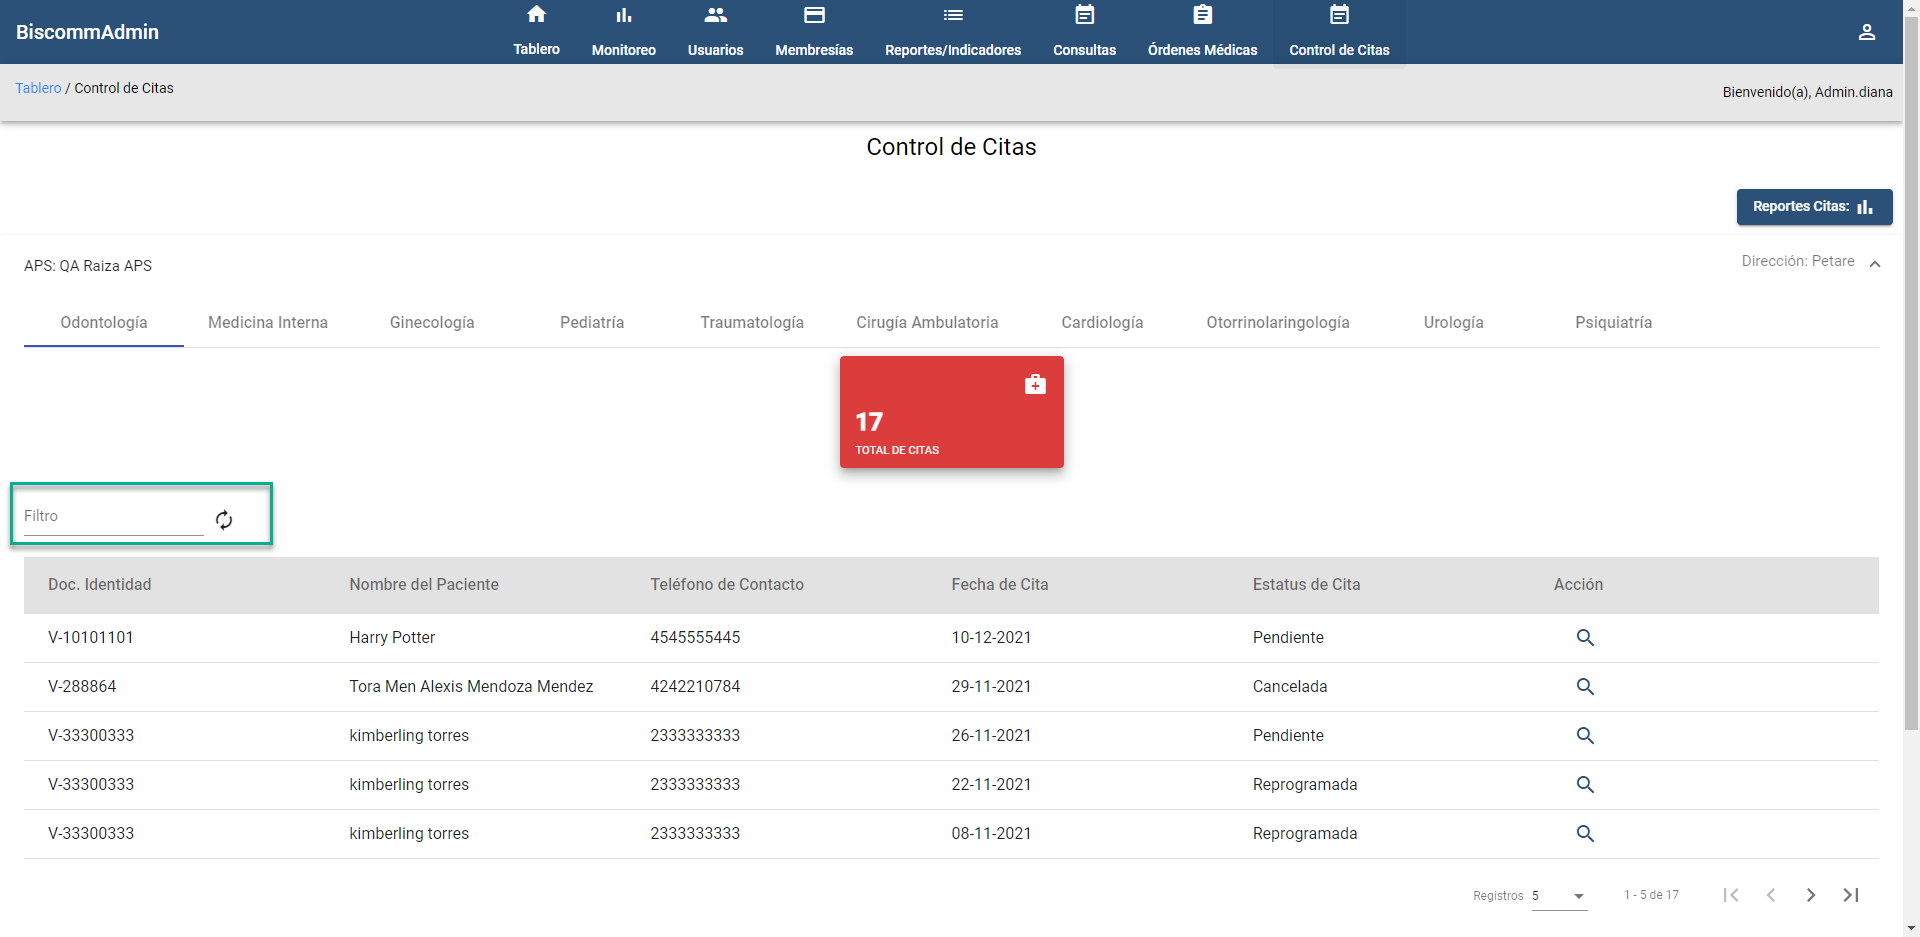 BiscommAdmin
Tablero
Monitoreo
Usuarios
Membresías
Reportes/Indicadores
Consultas
Órdenes Médicas
Control de Citas
Tablero / Control de Citas
Bienvenido(a), Admin.diana
Control de Citas
Reportes Citas:
APS: QA Raiza APS
Dirección: Petare
Odontología
Medicina Interna
Ginecología
Pediatría
Traumatología
Cirugía Ambulatoria
Cardiología
Otorrinolaringología
Urología
Psiquiatría
17
TOTAL DE CITAS
Filtro
Doc. Identidad Nombre del Paciente Teléfono de Contacto Fecha de Cita Estatus de Cita Acción
V-10101101 Harry Potter 4545555445 10-12-2021 Pendiente
V-288864 Tora Men Alexis Mendoza Mendez 4242210784 29-11-2021 Cancelada
V-33300333 kimberling torres 2333333333 26-11-2021 Pendiente
V-33300333 kimberling torres 2333333333 22-11-2021 Reprogramada
V-33300333 kimberling torres 2333333333 08-11-2021 Reprogramada
Registros 5 1 - 5 de 17